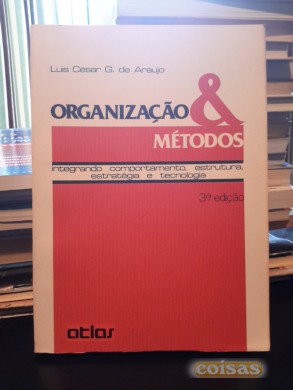 Luis César G. de Araujo
ORGANIZAÇÃO &
MÉTODOS
integrando comportamento, estrutura,
estratégia e tecnologia
3ª edição
atlas
coisas